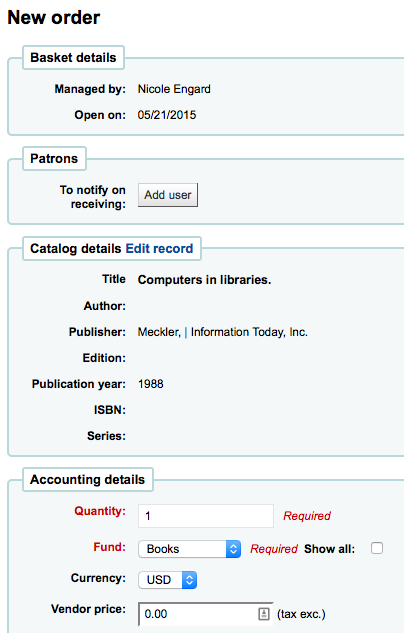 New order
Basket details
Managed by: Nicole Engard
Open on: 05/21/2015
Patrons
To notify on
receiving: Add user
Catalog details Edit record
Title Computers in libraries.
Author:
Publisher: Meckler, | Information Today, Inc.
Edition:
Publication year: 1988
ISBN:
Series:
Accounting details
Quantity: 1 Required
Fund: Books Required Show all:
Currency: USD
Vendor price: 0.00 (tax exc.)